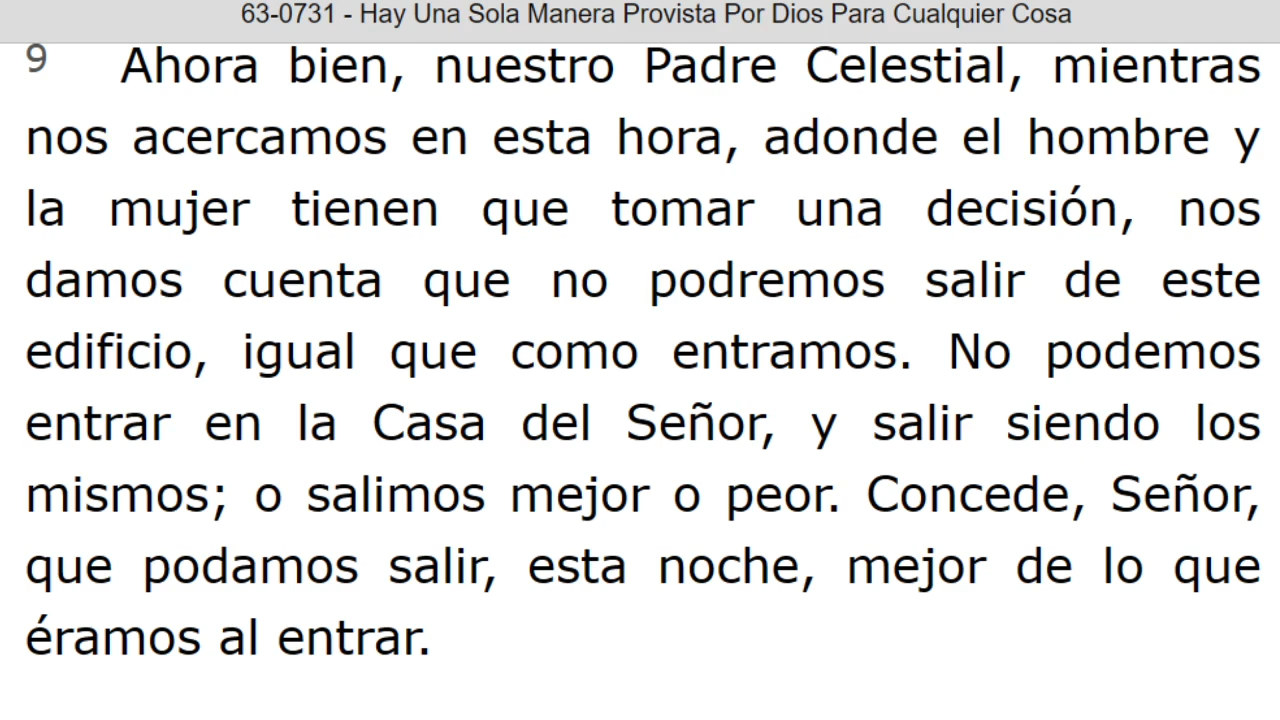 63-0731 - Hay Una Sola Manera Provista Por Dios Para Cualquier Cosa
9 Ahora bien, nuestro Padre Celestial, mientras
nos acercamos en esta hora, adonde el hombre y
la mujer tienen que tomar una decisión, nos
damos cuenta que no podremos salir de este
edificio, igual que como entramos. No podemos
entrar en la Casa del Señor, y salir siendo los
mismos; o salimos mejor o peor. Concede, Señor,
que podamos salir, esta noche, mejor de lo que
éramos al entrar.